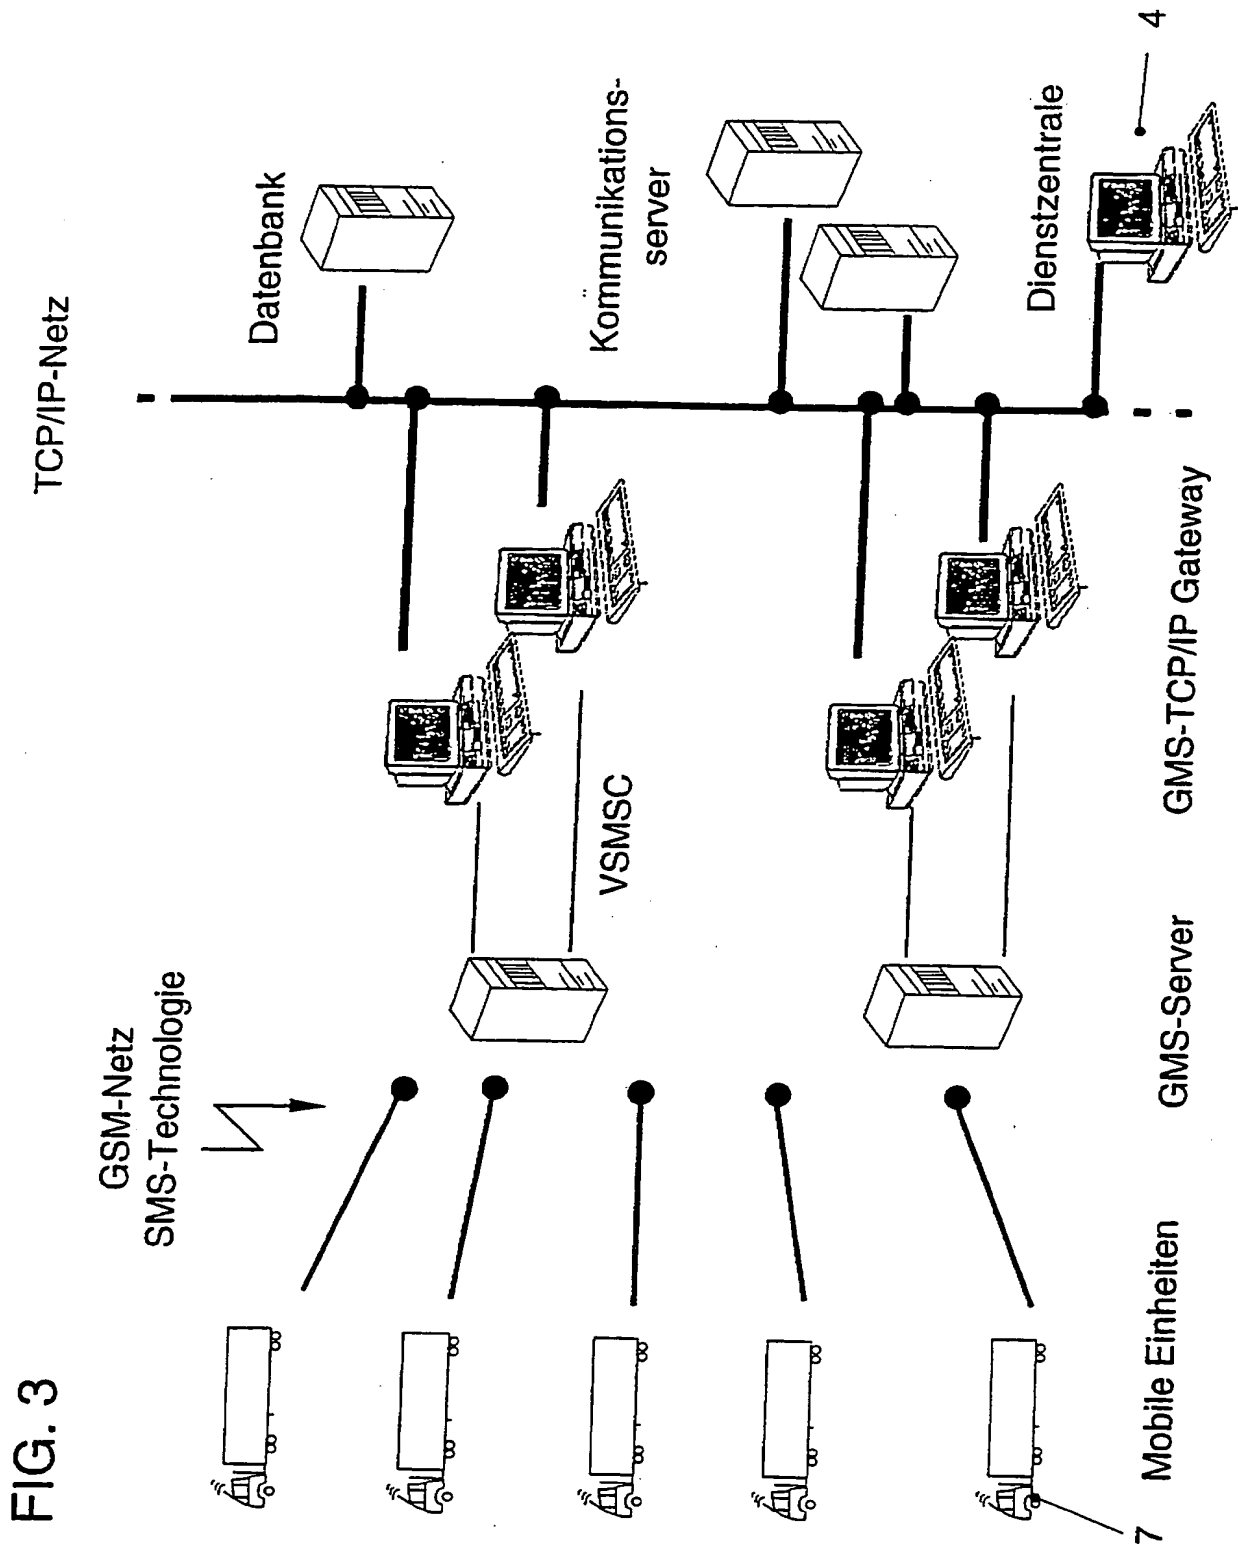 FIG. 3
GSM-Netz
SMS-Technologie
TCP/IP-Netz
Datenbank
Kommunikations-
server
Dienstzentrale
4
VSMSC
7
Mobile Einheiten
GMS-Server
GMS-TCP/IP Gateway